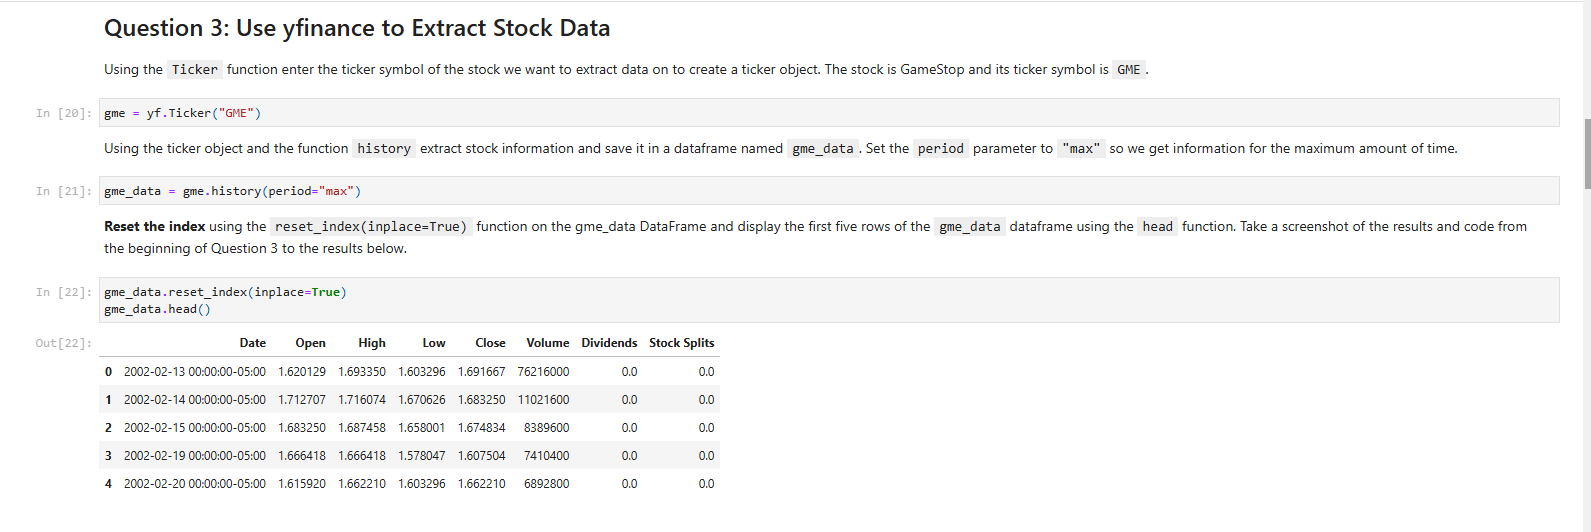 Question 3: Use yfinance to Extract Stock Data
Using the Ticker function enter the ticker symbol of the stock we want to extract data on to create a ticker object. The stock is GameStop and its ticker symbol is GME .
In [20]: gme = yf.Ticker("GME")
Using the ticker object and the function history extract stock information and save it in a dataframe named gme_data . Set the period parameter to "max" so we get information for the maximum amount of time.
In [21]: gme_data = gme.history(period="max")
Reset the index using the reset_index(inplace=True) function on the gme_data DataFrame and display the first five rows of the gme_data dataframe using the head function. Take a screenshot of the results and code from
the beginning of Question 3 to the results below.
In [22]: gme_data.reset_index(inplace=True)
gme_data.head()
Out[22]: Date Open High Low Close Volume Dividends Stock Splits
0 2002-02-13 00:00:00-05:00 1.620129 1.693350 1.603296 1.691667 76216000 0.0 0.0
1 2002-02-14 00:00:00-05:00 1.712707 1.716074 1.670626 1.683250 11021600 0.0 0.0
2 2002-02-15 00:00:00-05:00 1.683250 1.687458 1.658001 1.674834 8389600 0.0 0.0
3 2002-02-19 00:00:00-05:00 1.666418 1.666418 1.578047 1.607504 7410400 0.0 0.0
4 2002-02-20 00:00:00-05:00 1.615920 1.662210 1.603296 1.662210 6892800 0.0 0.0